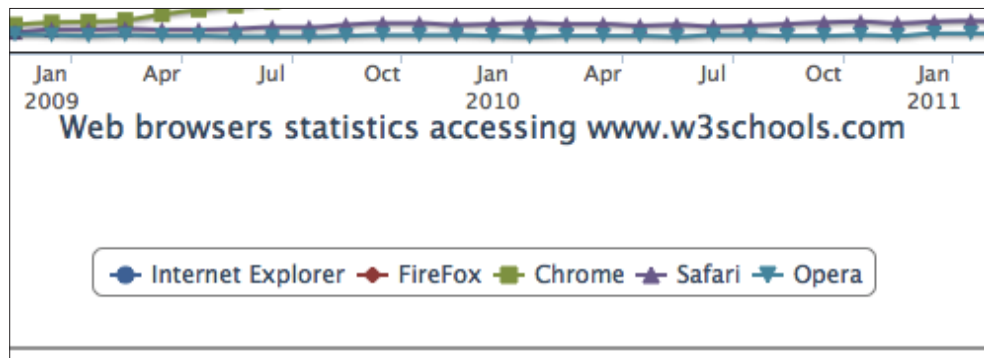 Jan Apr Jul Oct Jan Apr Jul Oct Jan
2009 2010 2011
Web browsers statistics accessing www.w3schools.com
Internet Explorer FireFox Chrome Safari Opera